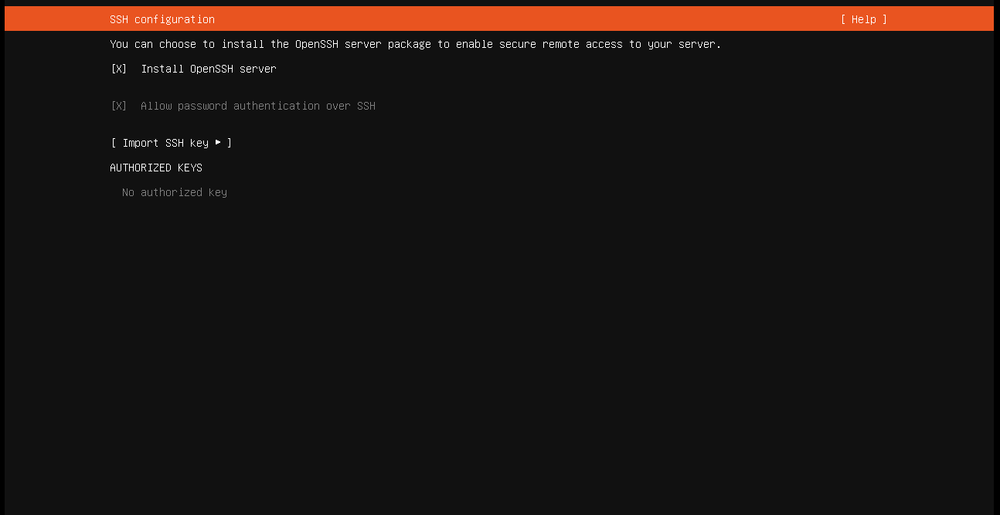 SSH configuration [ Help ]
You can choose to install the OpenSSH server package to enable secure remote access to your server.
[X] Install OpenSSH server
[X] Allow password authentication over SSH
[ Import SSH key ▸ ]
AUTHORIZED KEYS
No authorized key